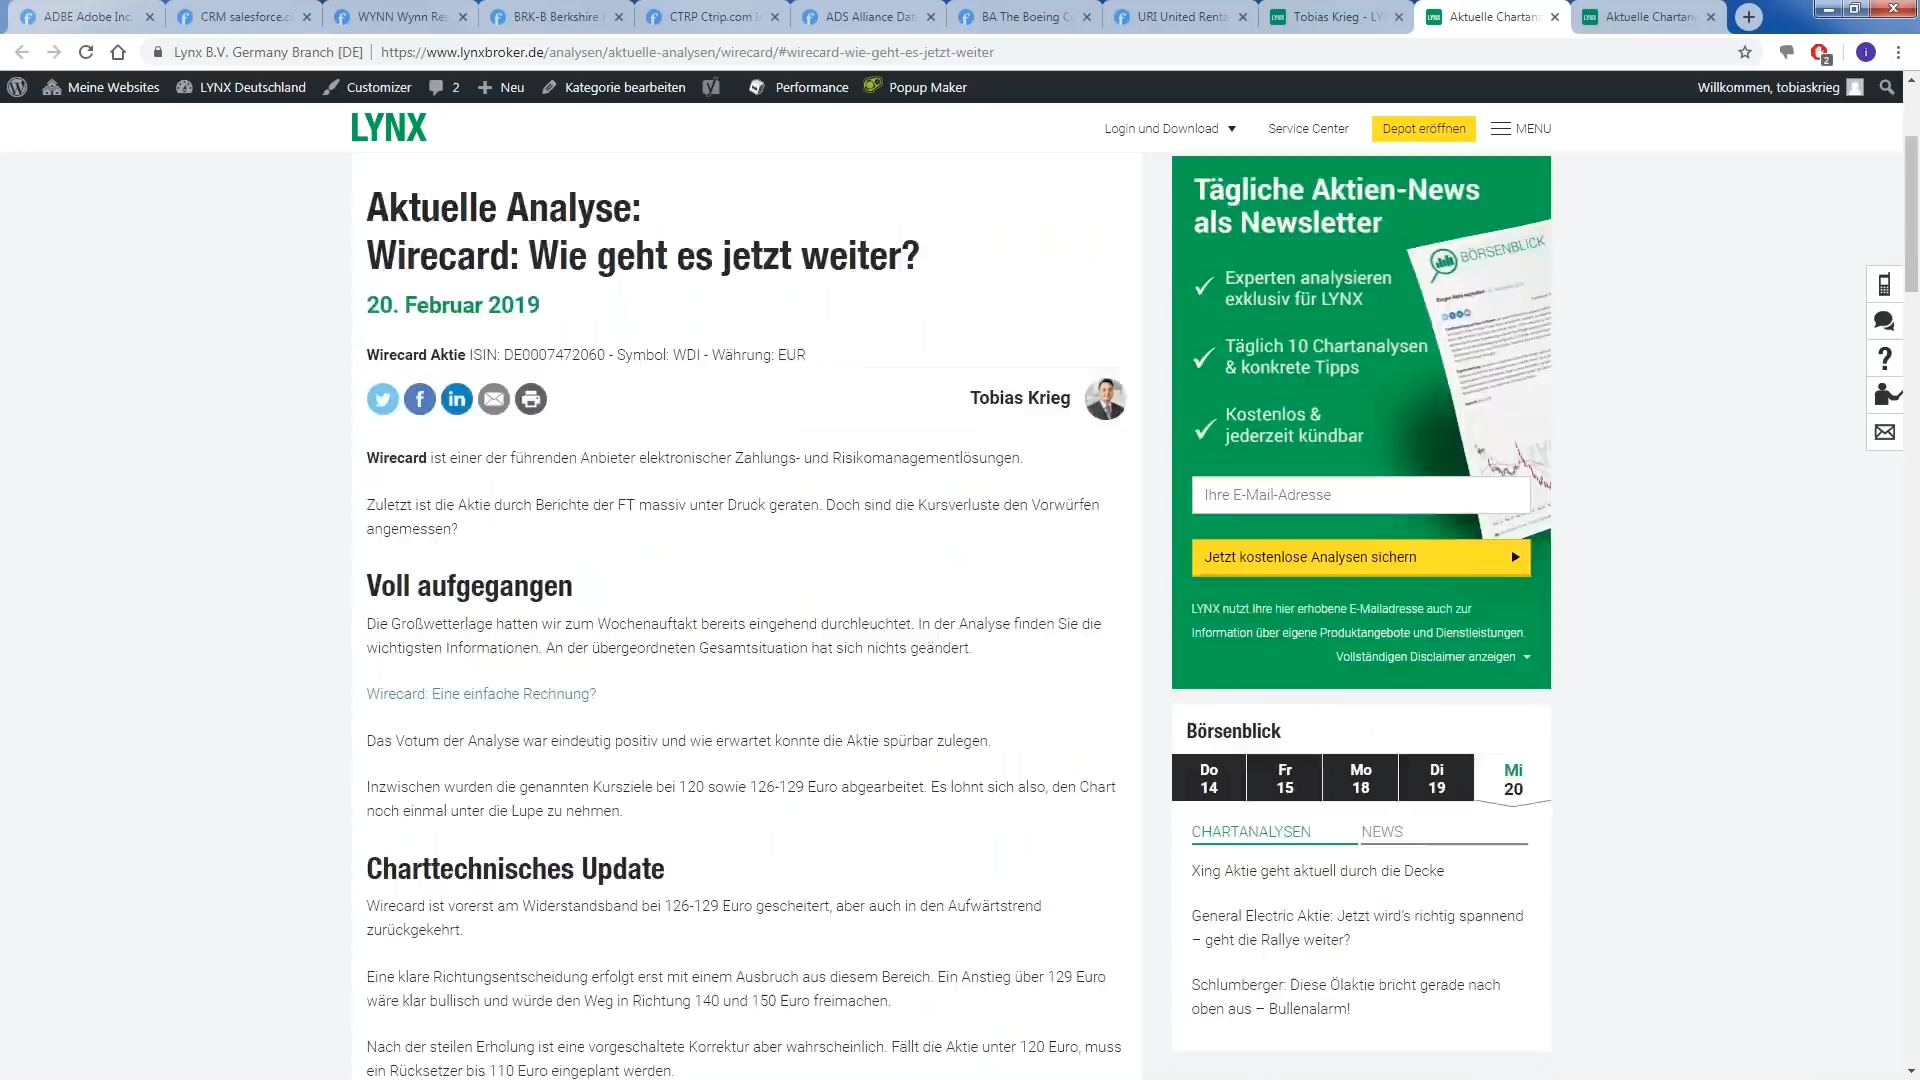 ADBE Adobe Inc.
CRM salesforce.c
WYNN Wynn Res
BRK-B Berkshire
CTRP Ctrip.com
ADS Alliance Dat
BA The Boeing C
URI United Renta
Tobias Krieg - LY
Aktuelle Chartan
Aktuelle Chartan
Lynx B.V. Germany Branch [DE] | https://www.lynxbroker.de/analysen/aktuelle-analysen/wirecard/#wirecard-wie-geht-es-jetzt-weiter
2
Meine Websites LYNX Deutschland Customizer 2 Neu Kategorie bearbeiten Performance Popup Maker
Willkommen, tobiaskrieg
LYNX
Login und Download Service Center Depot eröffnen MENU
Aktuelle Analyse:
Wirecard: Wie geht es jetzt weiter?
20. Februar 2019
Wirecard Aktie ISIN: DE0007472060 - Symbol: WDI - Währung: EUR
Tobias Krieg
Wirecard ist einer der führenden Anbieter elektronischer Zahlungs- und Risikomanagementlösungen.
Zuletzt ist die Aktie durch Berichte der FT massiv unter Druck geraten. Doch sind die Kursverluste den Vorwürfen
angemessen?
Voll aufgegangen
Die Großwetterlage hatten wir zum Wochenauftakt bereits eingehend durchleuchtet. In der Analyse finden Sie die
wichtigsten Informationen. An der übergeordneten Gesamtsituation hat sich nichts geändert.
Wirecard: Eine einfache Rechnung?
Das Votum der Analyse war eindeutig positiv und wie erwartet konnte die Aktie spürbar zulegen.
Inzwischen wurden die genannten Kursziele bei 120 sowie 126-129 Euro abgearbeitet. Es lohnt sich also, den Chart
noch einmal unter die Lupe zu nehmen.
Charttechnisches Update
Wirecard ist vorerst am Widerstandsband bei 126-129 Euro gescheitert, aber auch in den Aufwärtstrend
zurückgekehrt.
Eine klare Richtungsentscheidung erfolgt erst mit einem Ausbruch aus diesem Bereich. Ein Anstieg über 129 Euro
wäre klar bullisch und würde den Weg in Richtung 140 und 150 Euro freimachen.
Nach der steilen Erholung ist eine vorgeschaltete Korrektur aber wahrscheinlich. Fällt die Aktie unter 120 Euro, muss
ein Rücksetzer bis 110 Euro eingeplant werden.
Tägliche Aktien-News
als Newsletter
BÖRSENBLICK
Experten analysieren
exklusiv für LYNX
Täglich 10 Chartanalysen
& konkrete Tipps
Kostenlos &
jederzeit kündbar
Ihre E-Mail-Adresse
Jetzt kostenlose Analysen sichern
LYNX nutzt Ihre hier erhobene E-Mailadresse auch zur
Information über eigene Produktangebote und Dienstleistungen.
Vollständigen Disclaimer anzeigen
Börsenblick
Do Fr Mo Di Mi
14 15 18 19 20
CHARTANALYSEN NEWS
Xing Aktie geht aktuell durch die Decke
General Electric Aktie: Jetzt wird's richtig spannend
– geht die Rallye weiter?
Schlumberger: Diese Ölaktie bricht gerade nach
oben aus – Bullenalarm!